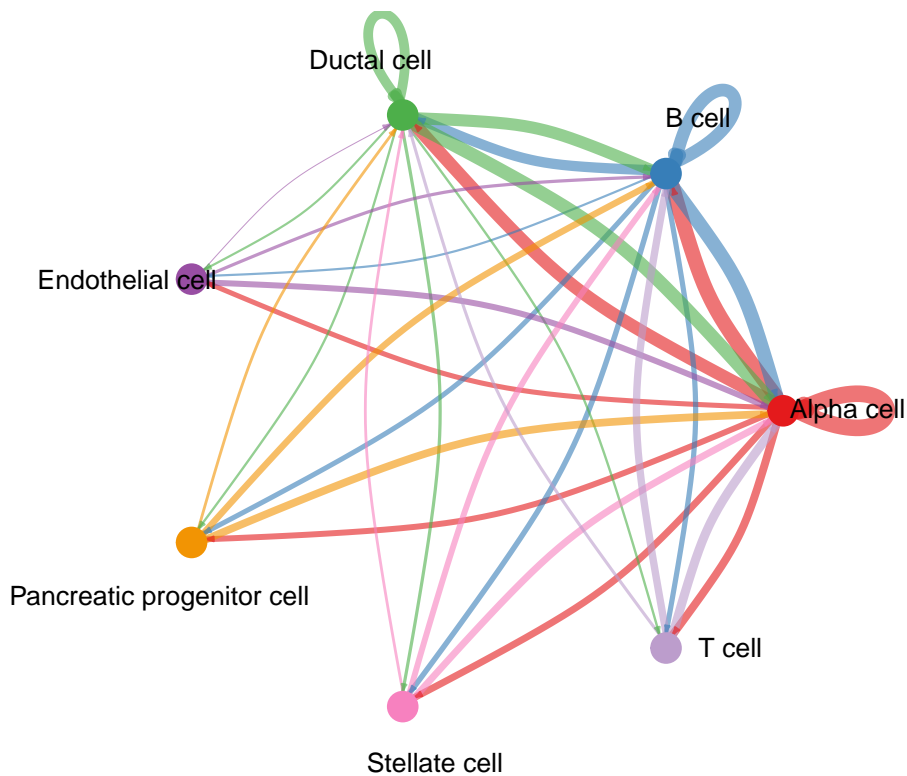 Ductal cell
B cell
Endothelial cell
Alpha cell
Pancreatic progenitor cell
T cell
Stellate cell